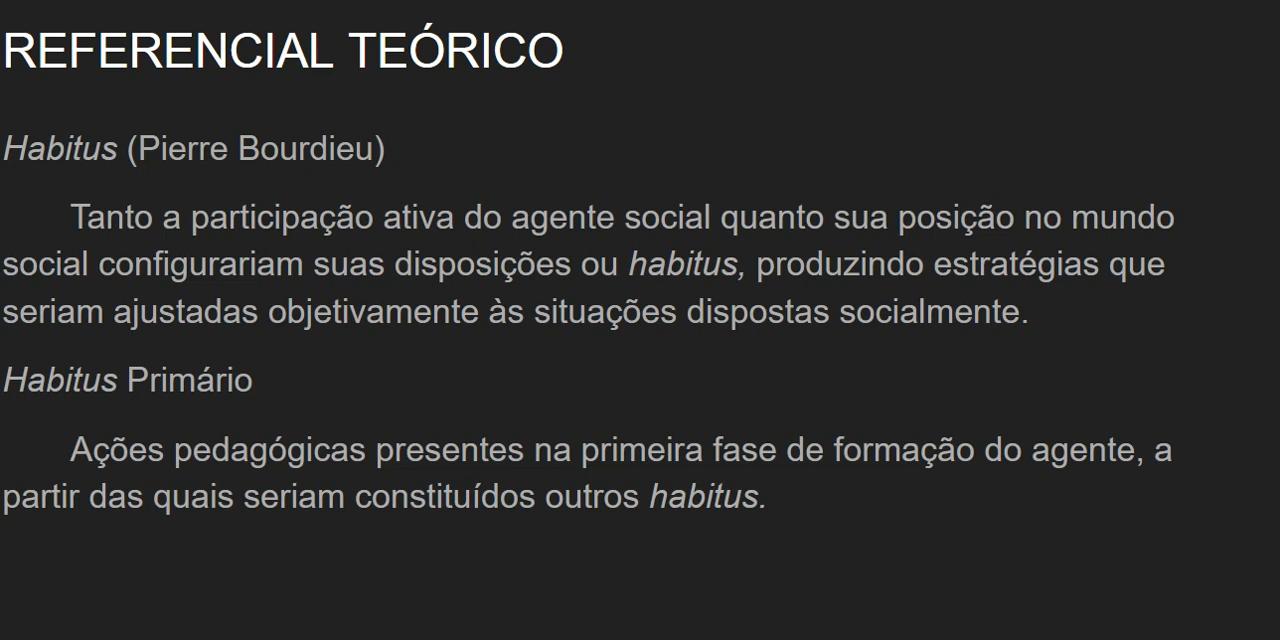 REFERENCIAL TEÓRICO
Habitus (Pierre Bourdieu)
Tanto a participação ativa do agente social quanto sua posição no mundo
social configurariam suas disposições ou habitus, produzindo estratégias que
seriam ajustadas objetivamente às situações dispostas socialmente.
Habitus Primário
Ações pedagógicas presentes na primeira fase de formação do agente, a
partir das quais seriam constituídos outros habitus.